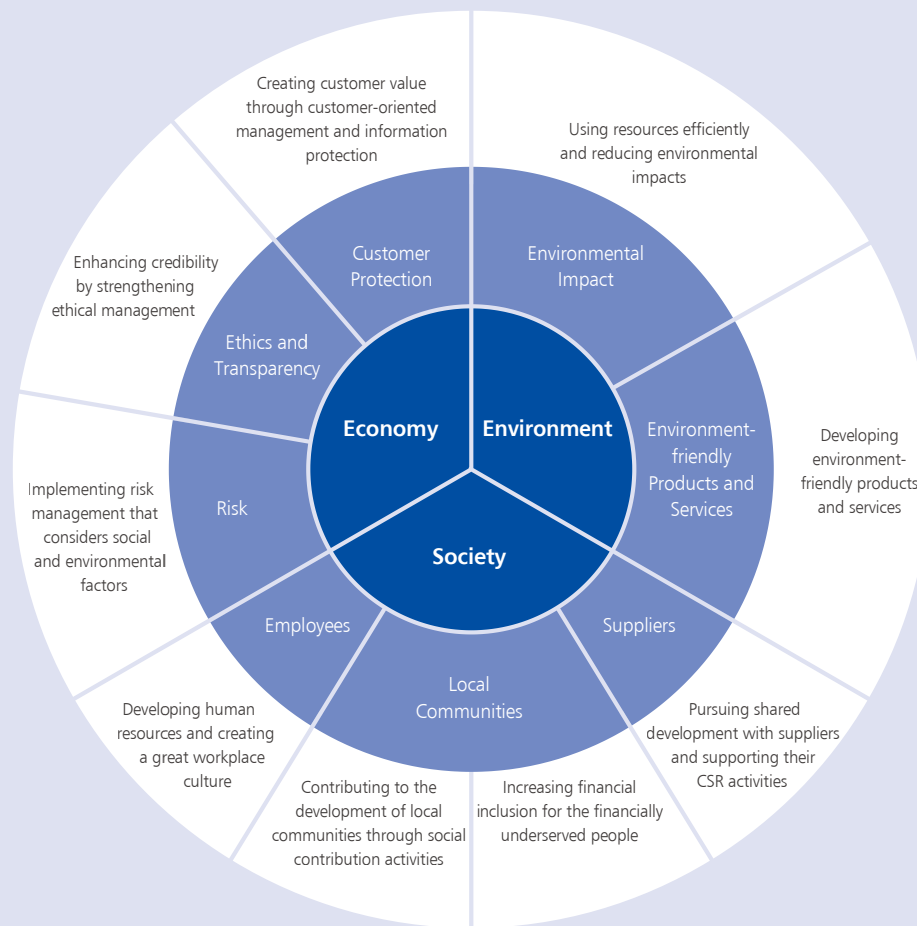 Creating customer value
through customer-oriented
management and information
protection
Using resources efficiently
and reducing environmental
impacts
Enhancing credibility
by strengthening
ethical management
Customer
Protection
Environmental
Impact
Ethics and
Transparency
Economy
Environment
Environment-
friendly
Products and
Services
Developing
environment-
friendly products
and services
Implementing risk
management that
considers social
and environmental
factors
Risk
Society
Employees
Suppliers
Local
Communities
Developing human
resources and creating
a great workplace
culture
Contributing to the
development of local
communities through social
contribution activities
Increasing financial
inclusion for the financially
underserved people
Pursuing shared
development with suppliers
and supporting their
CSR activities